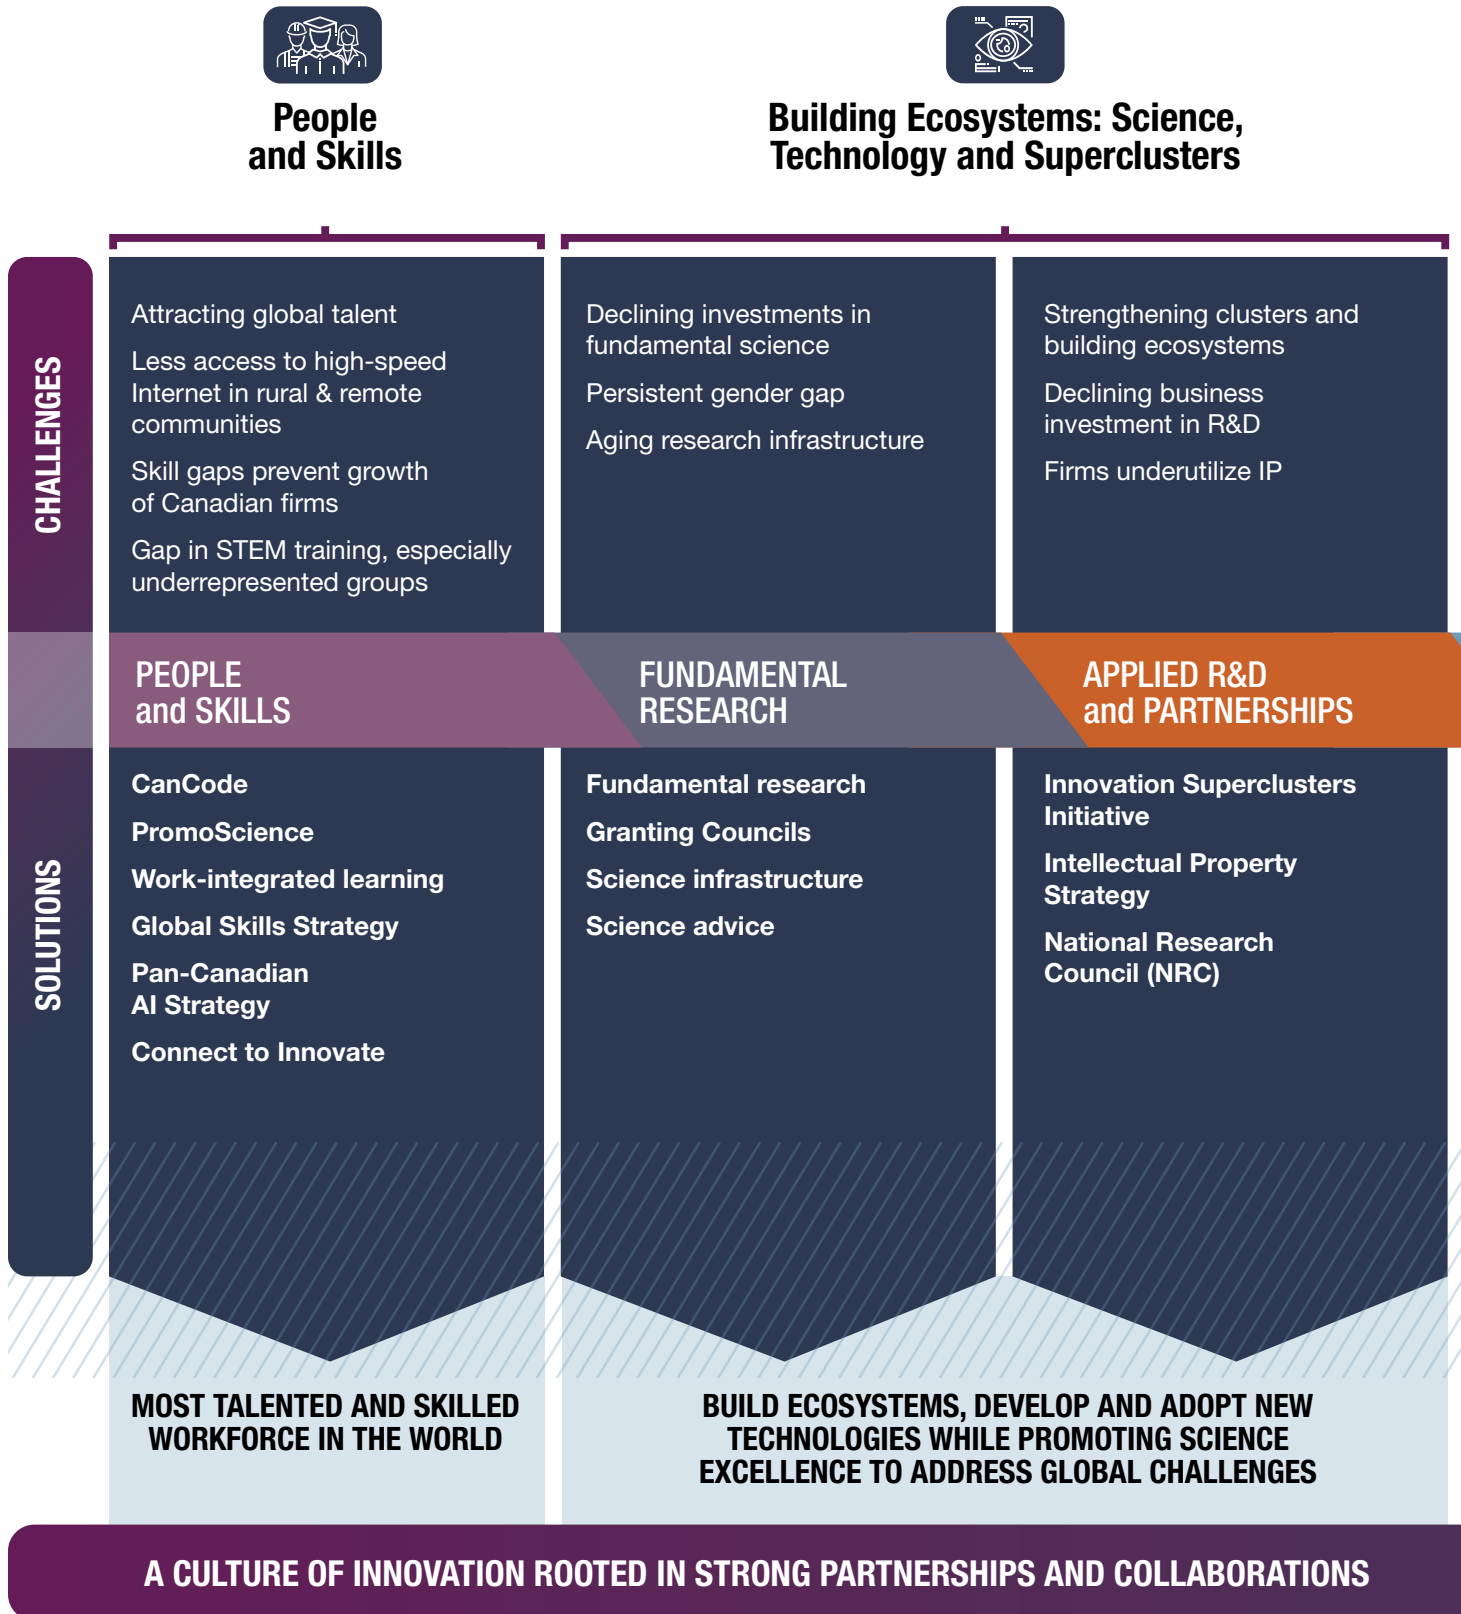 People
and Skills
Building Ecosystems: Science,
Technology and Superclusters
CHALLENGES
Attracting global talent
Less access to high-speed
Internet in rural & remote
communities
Skill gaps prevent growth
of Canadian firms
Gap in STEM training, especially
underrepresented groups
Declining investments in
fundamental science
Persistent gender gap
Aging research infrastructure
Strengthening clusters and
building ecosystems
Declining business
investment in R&D
Firms underutilize IP
PEOPLE
and SKILLS
FUNDAMENTAL
RESEARCH
APPLIED R&D
and PARTNERSHIPS
SOLUTIONS
CanCode
PromoScience
Work-integrated learning
Global Skills Strategy
Pan-Canadian
AI Strategy
Connect to Innovate
Fundamental research
Granting Councils
Science infrastructure
Science advice
Innovation Superclusters
Initiative
Intellectual Property
Strategy
National Research
Council (NRC)
MOST TALENTED AND SKILLED
WORKFORCE IN THE WORLD
BUILD ECOSYSTEMS, DEVELOP AND ADOPT NEW
TECHNOLOGIES WHILE PROMOTING SCIENCE
EXCELLENCE TO ADDRESS GLOBAL CHALLENGES
A CULTURE OF INNOVATION ROOTED IN STRONG PARTNERSHIPS AND COLLABORATIONS